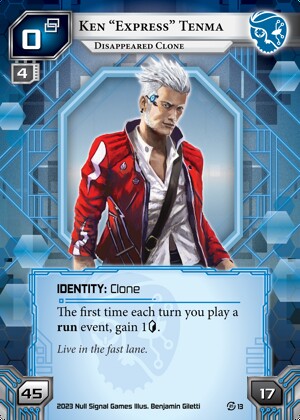 0
KEN "EXPRESS" TENMA
DISAPPEARED CLONE
4
IDENTITY: Clone
The first time each turn you play a
run event, gain 1.
Live in the fast lane.
45
2023 Null Signal Games Illus. Benjamin Giletti
13
17